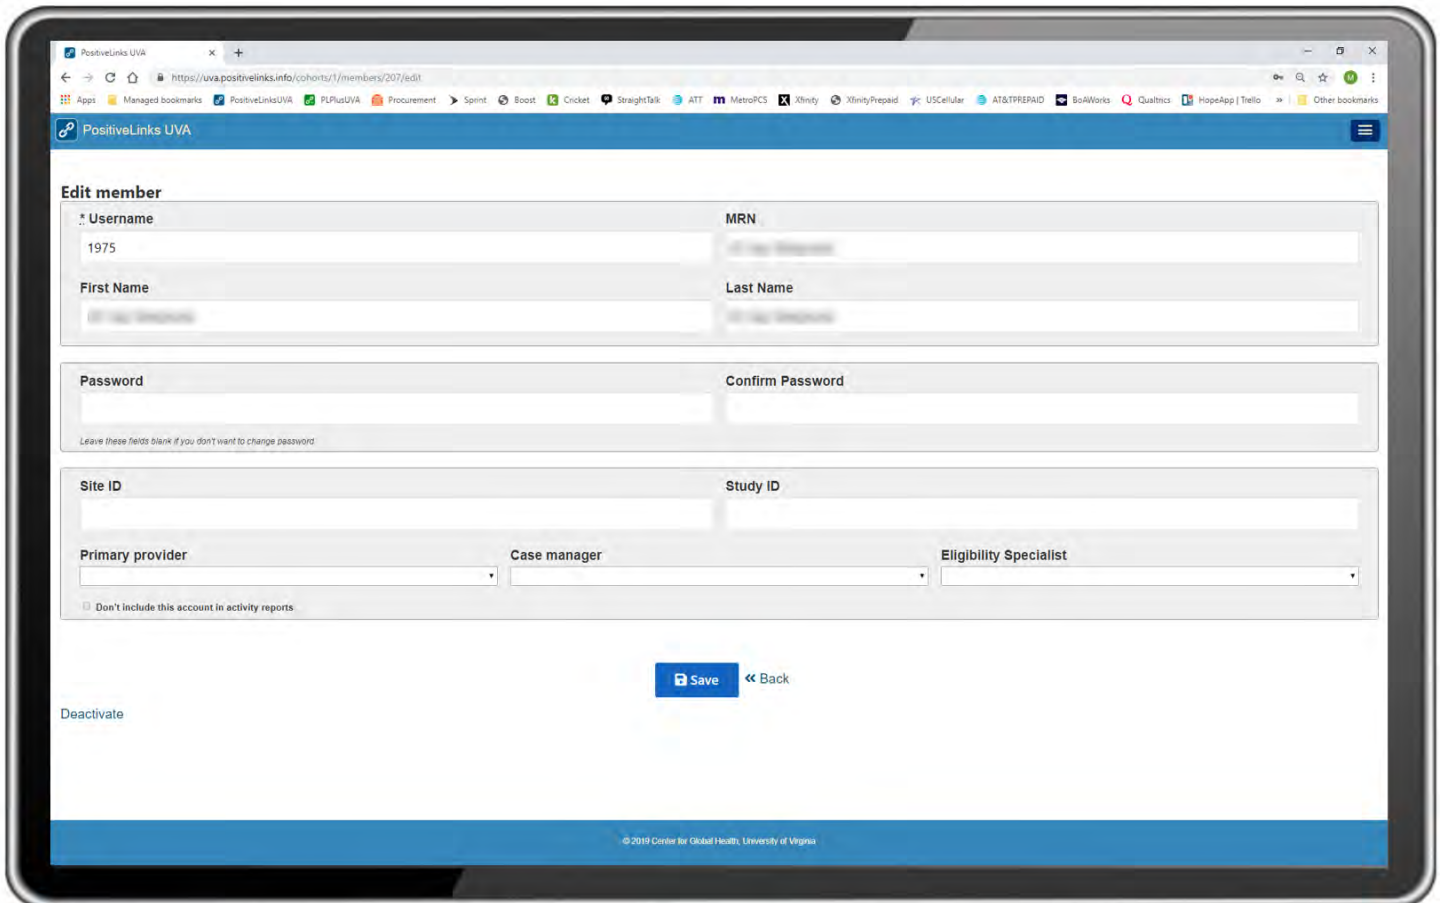 PositiveLinks UVA
https://uva.positivelinks.info/cohorts/1/members/207/edit
M
Apps Managed bookmarks PositiveLinksUVA PLPlusUVA Procurement Sprint Boost Cricket StraightTalk ATT MetroPCS Xfinity XfinityPrepaid USCellular AT&TPREPAID BoAWorks Qualtrics HopeApp | Trello » Other bookmarks
PositiveLinks UVA
Edit member
* Username MRN
1975
First Name Last Name
Password Confirm Password
Leave these fields blank if you don't want to change password
Site ID Study ID
Primary provider Case manager Eligibility Specialist
Don't include this account in activity reports
Save « Back
Deactivate
© 2019 Center for Global Health, University of Virginia